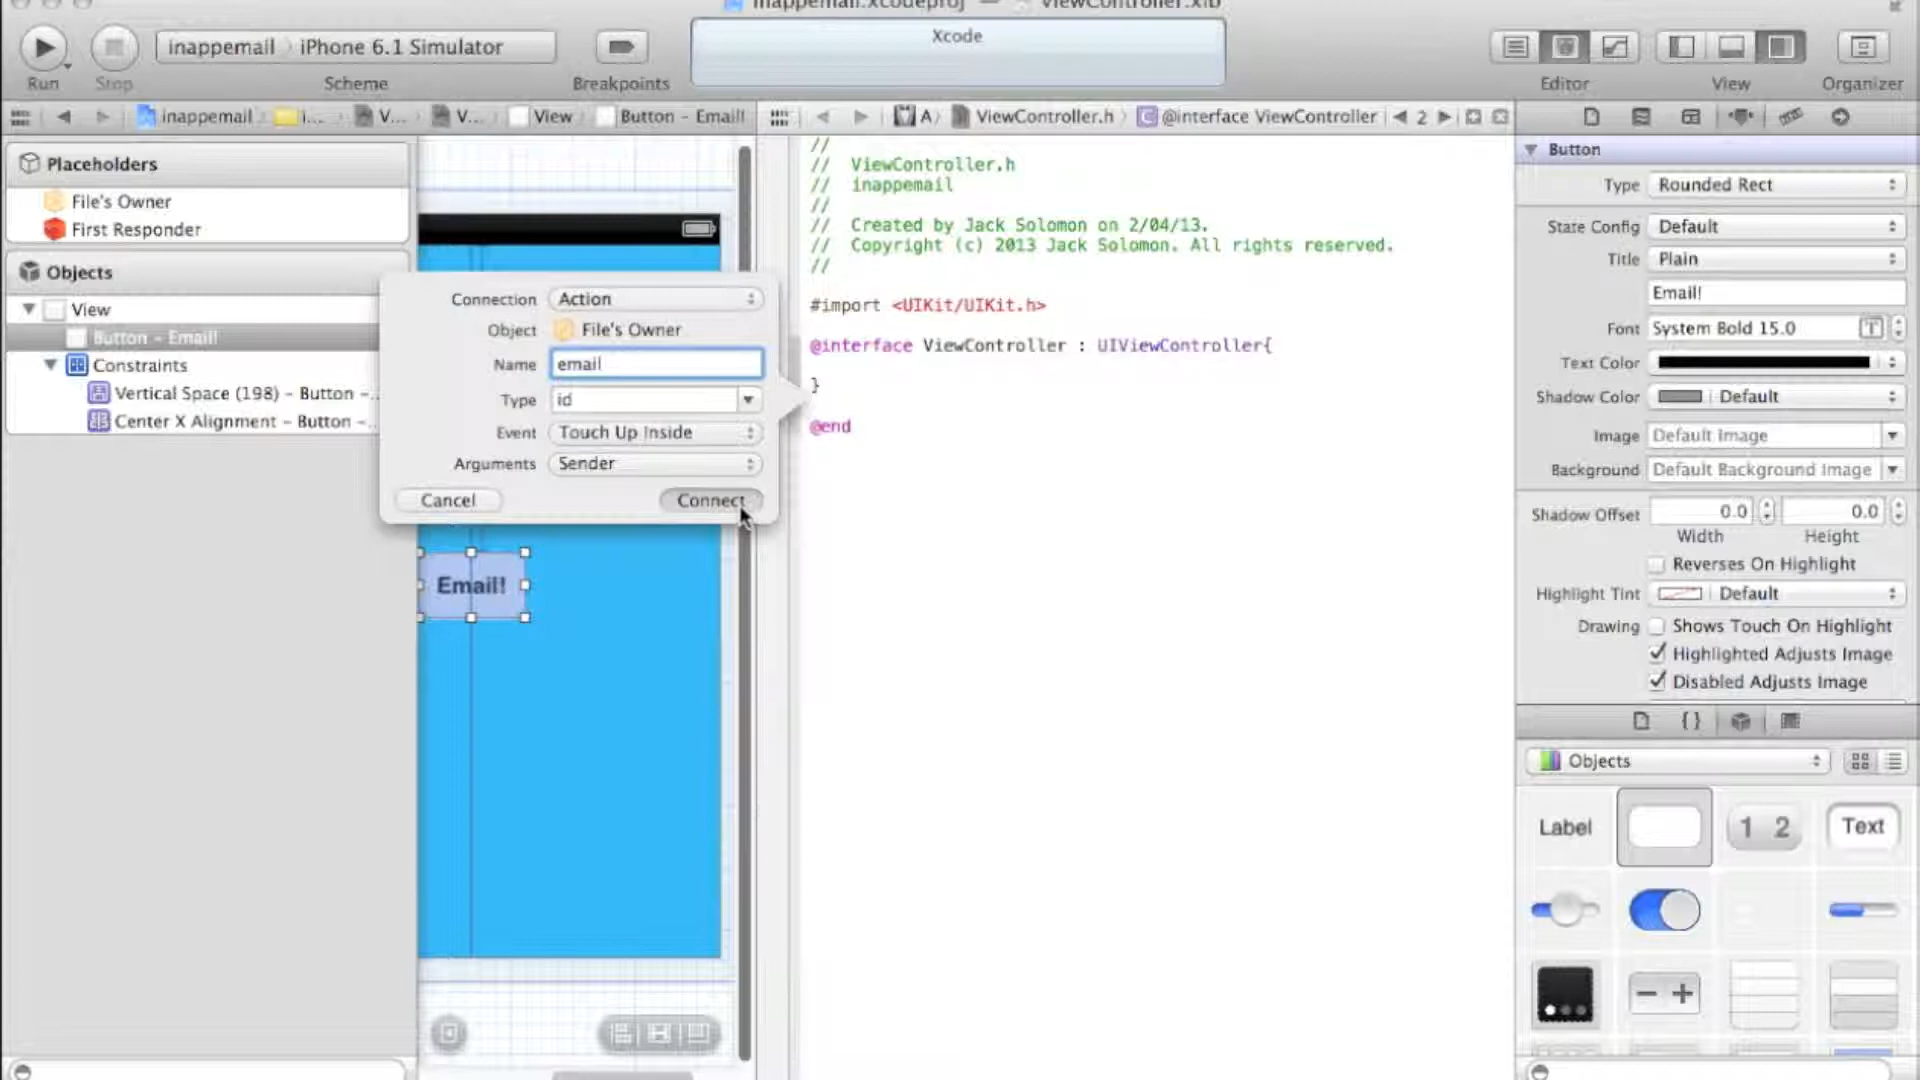 inappemail.xcodeproj — ViewController.xib
inappemail 〉 iPhone 6.1 Simulator
Xcode
Run
Stop
Scheme
Breakpoints
Editor
View
Organizer
inappemail
i...
V...
V...
View
Button - Email!
A
ViewController.h
@interface ViewController
2
Placeholders
File's Owner
First Responder
Objects
View
Button - Email!
Constraints
Vertical Space (198) - Button -...
Center X Alignment - Button -...
Connection Action
Object File's Owner
Name email
Type id
Event Touch Up Inside
Arguments Sender
Cancel
Connect
Email!
//
// ViewController.h
// inappemail
//
// Created by Jack Solomon on 2/04/13.
// Copyright (c) 2013 Jack Solomon. All rights reserved.
//
#import <UIKit/UIKit.h>
@interface ViewController : UIViewController{
}
@end
Button
Type Rounded Rect
State Config Default
Title Plain
Email!
Font System Bold 15.0 T
Text Color
Shadow Color Default
Image Default Image
Background Default Background Image
Shadow Offset 0.0 0.0
Width Height
Reverses On Highlight
Highlight Tint Default
Drawing Shows Touch On Highlight
Highlighted Adjusts Image
Disabled Adjusts Image
{ }
Objects
Label
1 2
Text